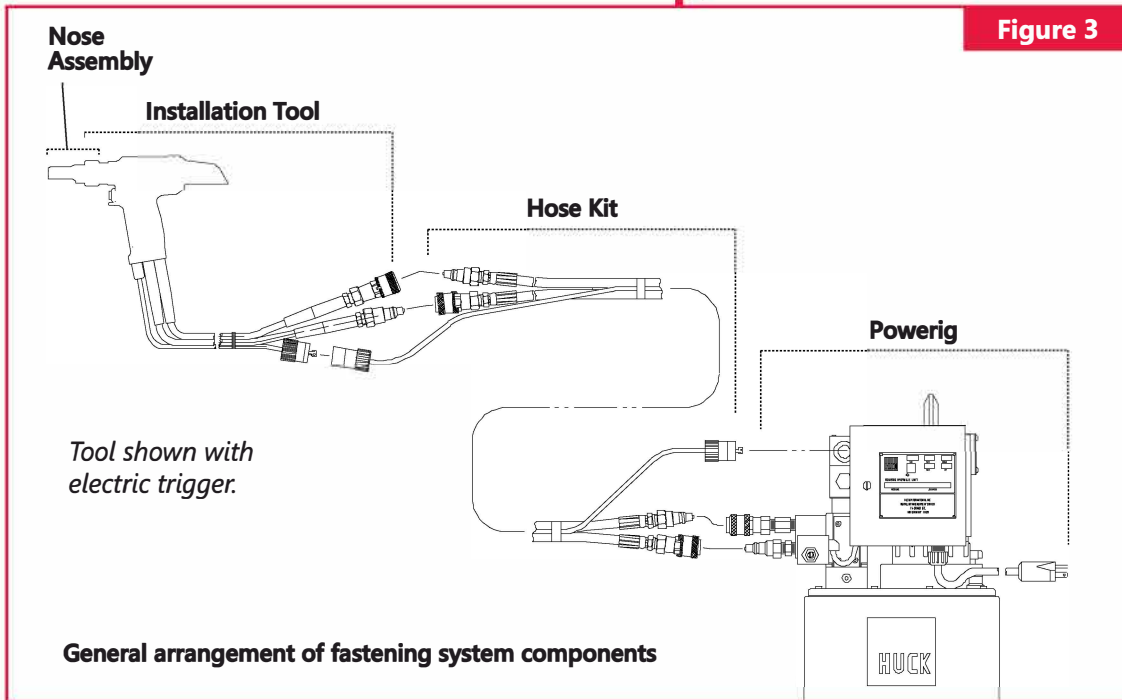 Figure 3
Nose
Assembly
Installation Tool
Hose Kit
Powerig
Tool shown with
electric trigger.
General arrangement of fastening system components
HUCK